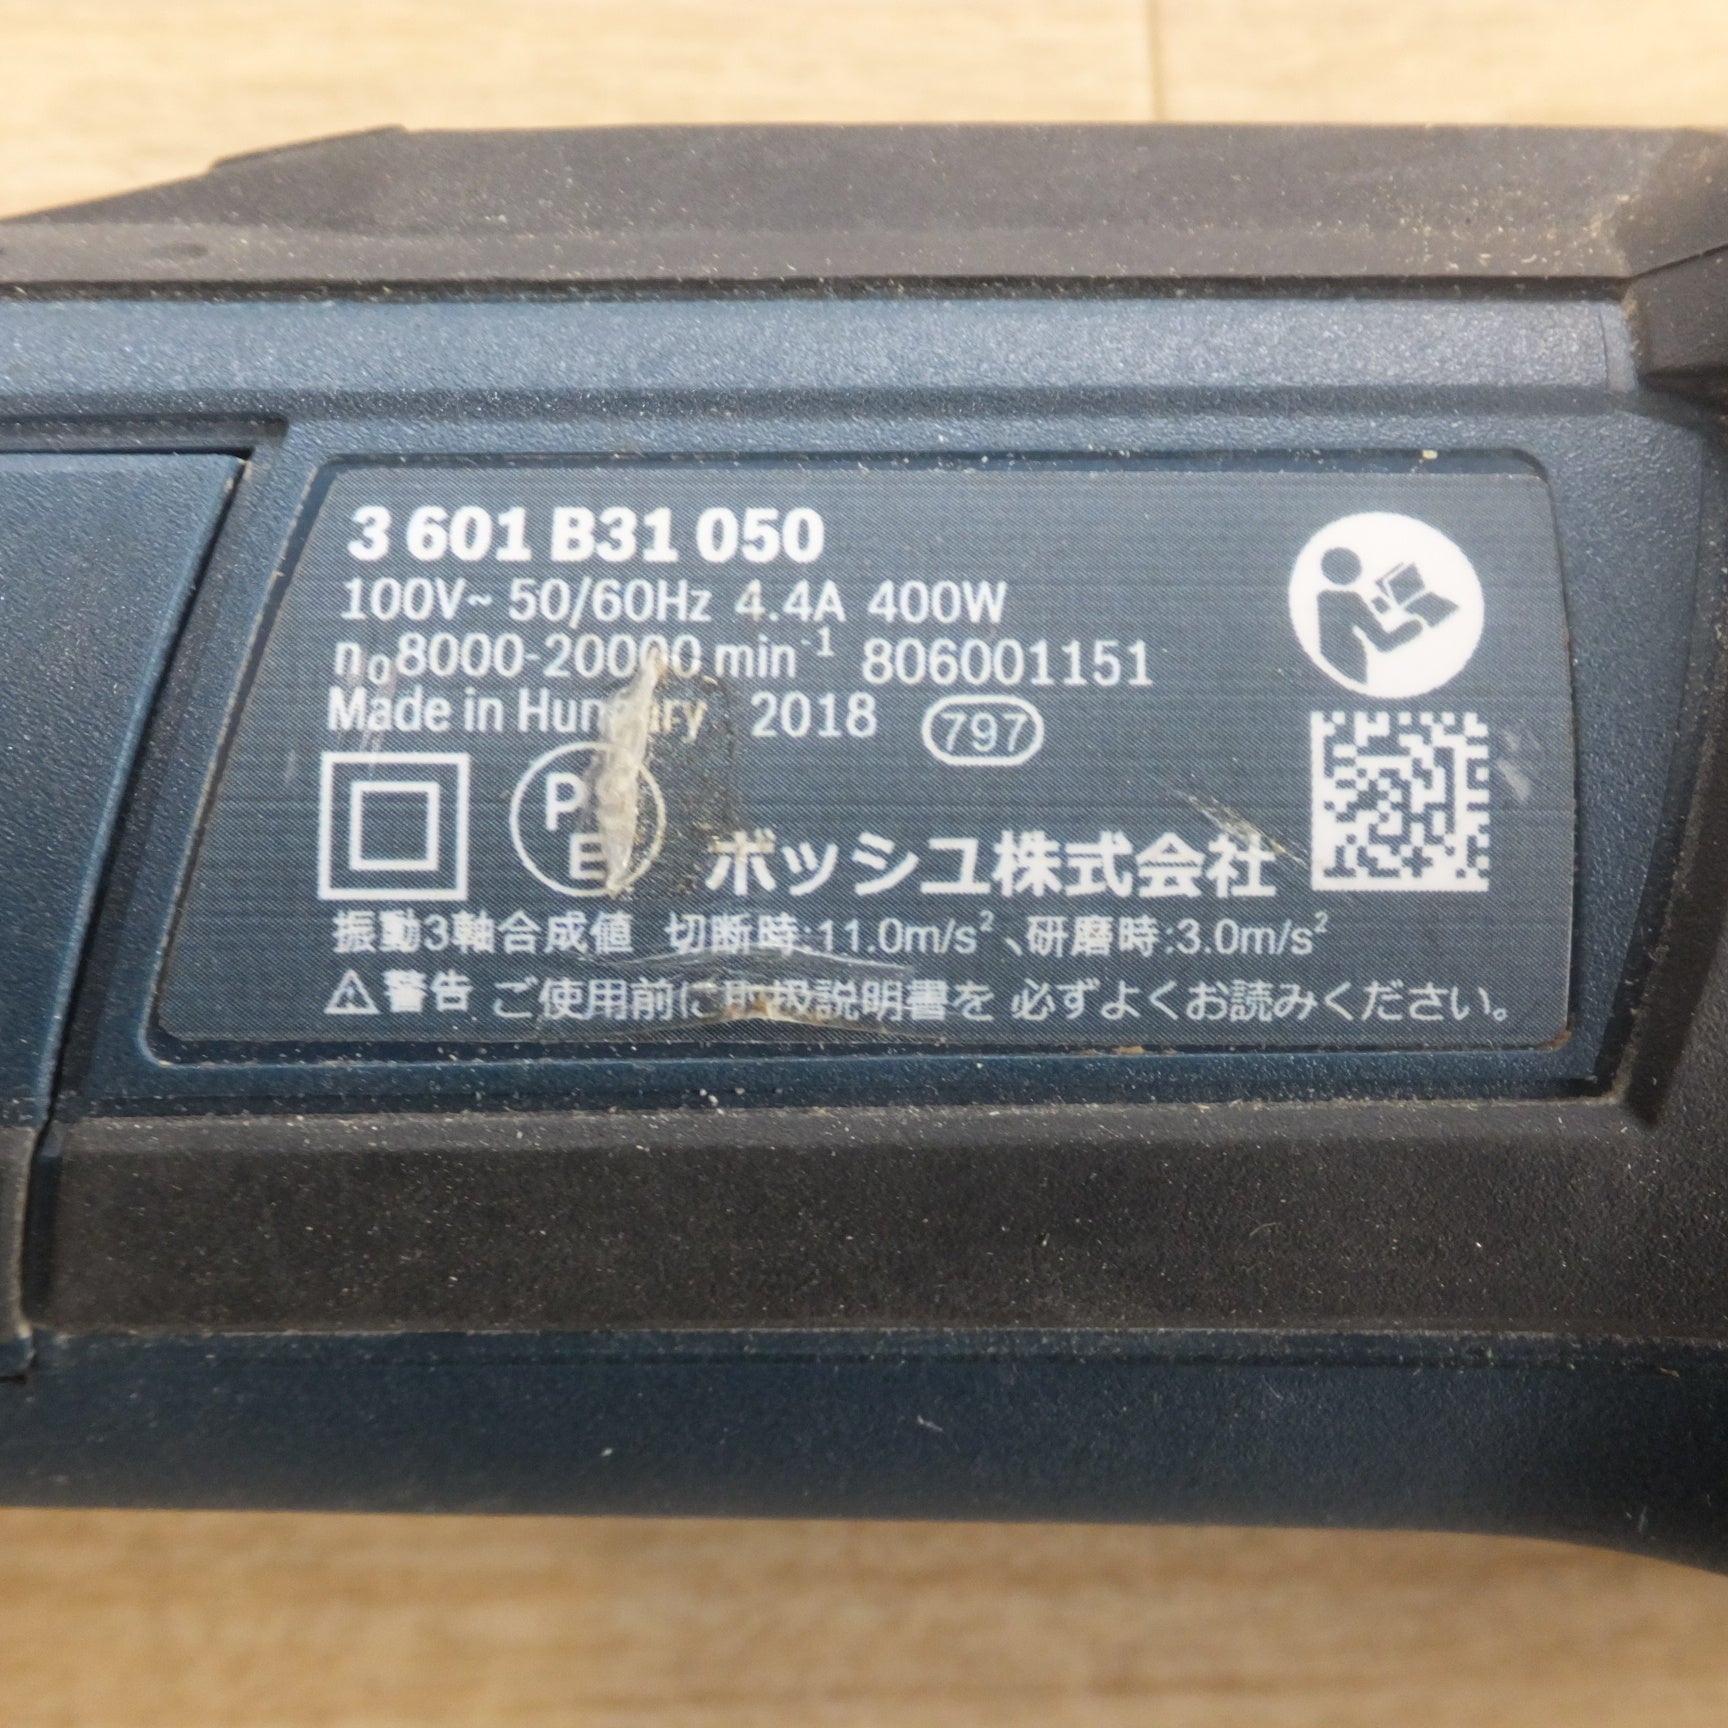 3 601 B31 050
100V~ 50/60Hz 4.4A 400W
n₀8000-20000 min⁻¹ 806001151
Made in Hungary 2018 797
PS
E
ボッシュ株式会社
振動3軸合成値 切断時:11.0m/s²、研磨時:3.0m/s²
⚠警告 ご使用前に取扱説明書を 必ずよくお読みください。